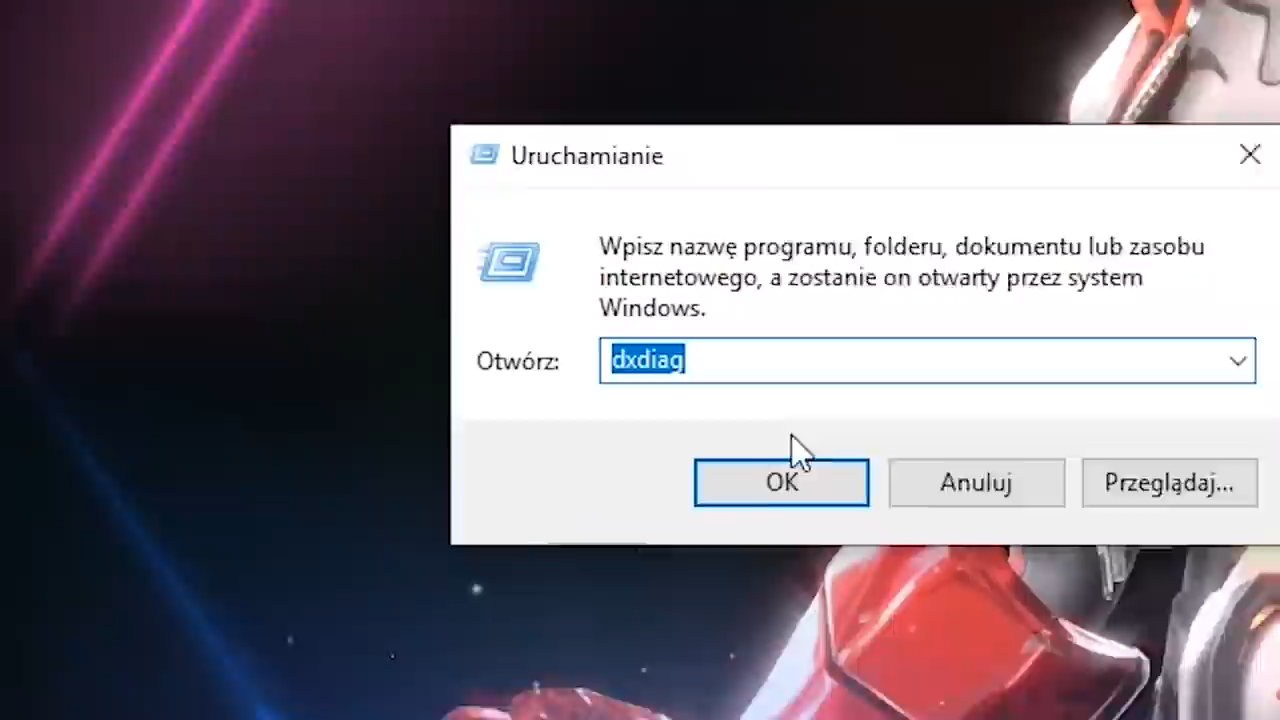 Uruchamianie
Wpisz nazwę programu, folderu, dokumentu lub zasobu
internetowego, a zostanie on otwarty przez system
Windows.
Otwórz: dxdiag
OK Anuluj Przeglądaj...